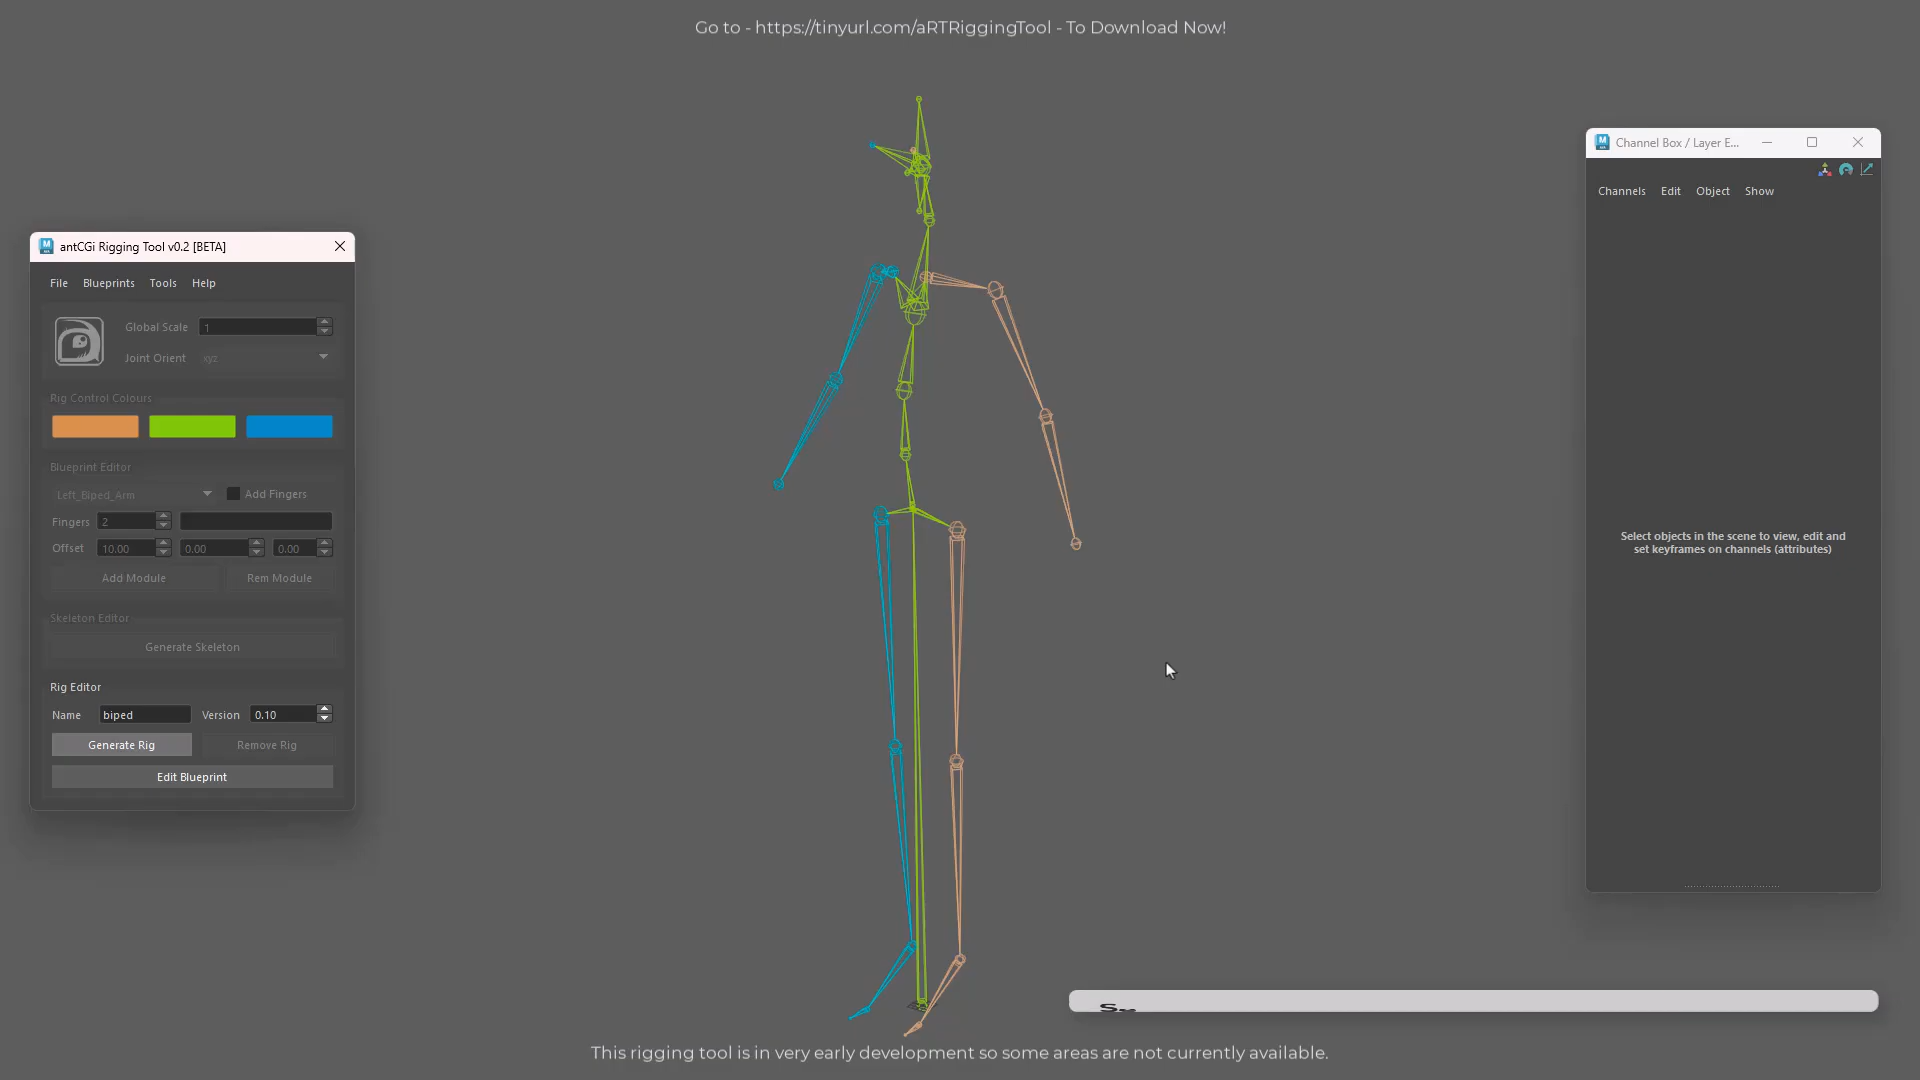 Go to - https://tinyurl.com/aRTRiggingTool - To Download Now!
antCGi Rigging Tool v0.2 [BETA]
File Blueprints Tools Help
Global Scale 1
Joint Orient xyz
Rig Control Colours
Blueprint Editor
Left_Biped_Arm Add Fingers
Fingers 2
Offset 10.00 0.00 0.00
Add Module Rem Module
Skeleton Editor
Generate Skeleton
Rig Editor
Name biped Version 0.10
Generate Rig Remove Rig
Edit Blueprint
Channel Box / Layer E...
Channels Edit Object Show
Select objects in the scene to view, edit and
set keyframes on channels (attributes)
This rigging tool is in very early development so some areas are not currently available.